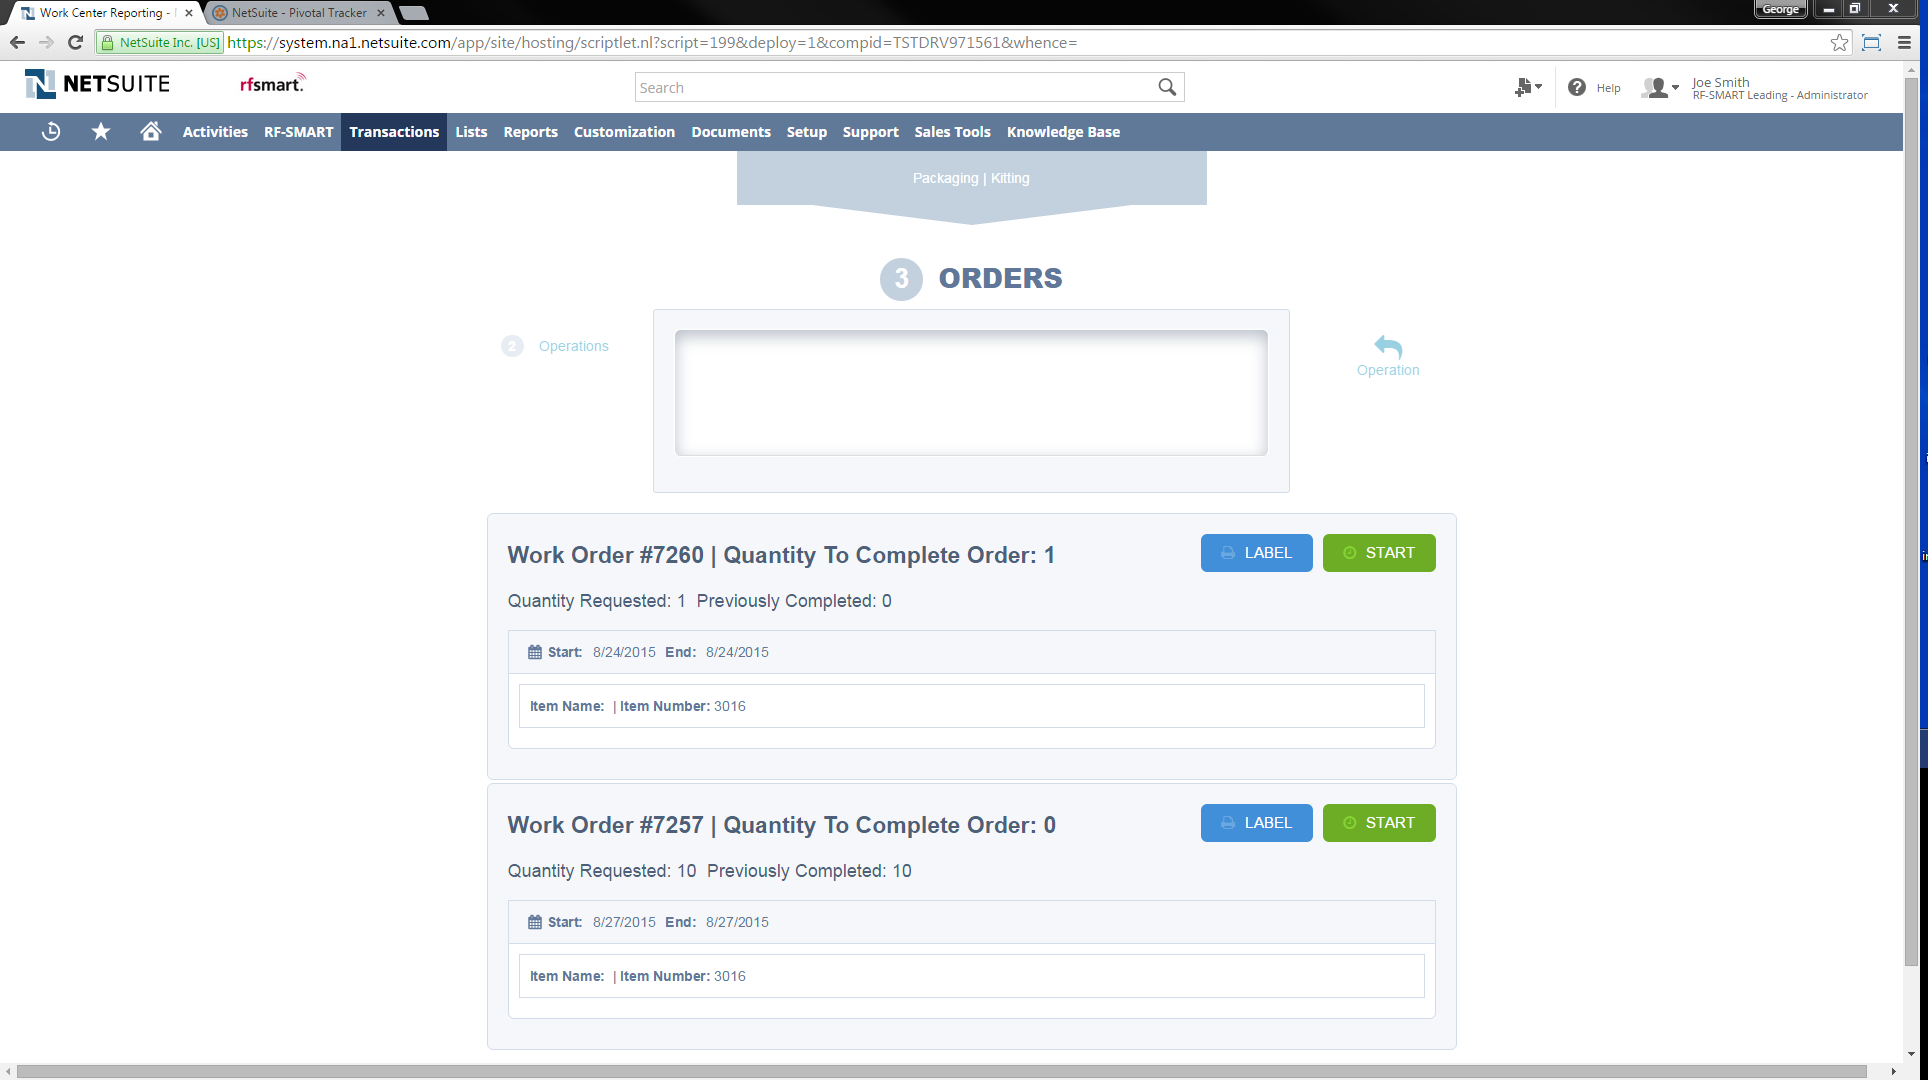 Work Center Reporting -
NetSuite - Pivotal Tracker
George
NetSuite Inc. [US]
https://system.na1.netsuite.com/app/site/hosting/scriptlet.nl?script=199&deploy=1&compid=TSTDRV971561&whence=
NETSUITE
rfsmart.
Search
Help
Joe Smith
RF-SMART Leading - Administrator
Activities RF-SMART Transactions Lists Reports Customization Documents Setup Support Sales Tools Knowledge Base
Packaging | Kitting
3 ORDERS
2 Operations
Operation
Work Order #7260 | Quantity To Complete Order: 1
LABEL
START
Quantity Requested: 1 Previously Completed: 0
Start: 8/24/2015 End: 8/24/2015
Item Name: | Item Number: 3016
Work Order #7257 | Quantity To Complete Order: 0
LABEL
START
Quantity Requested: 10 Previously Completed: 10
Start: 8/27/2015 End: 8/27/2015
Item Name: | Item Number: 3016